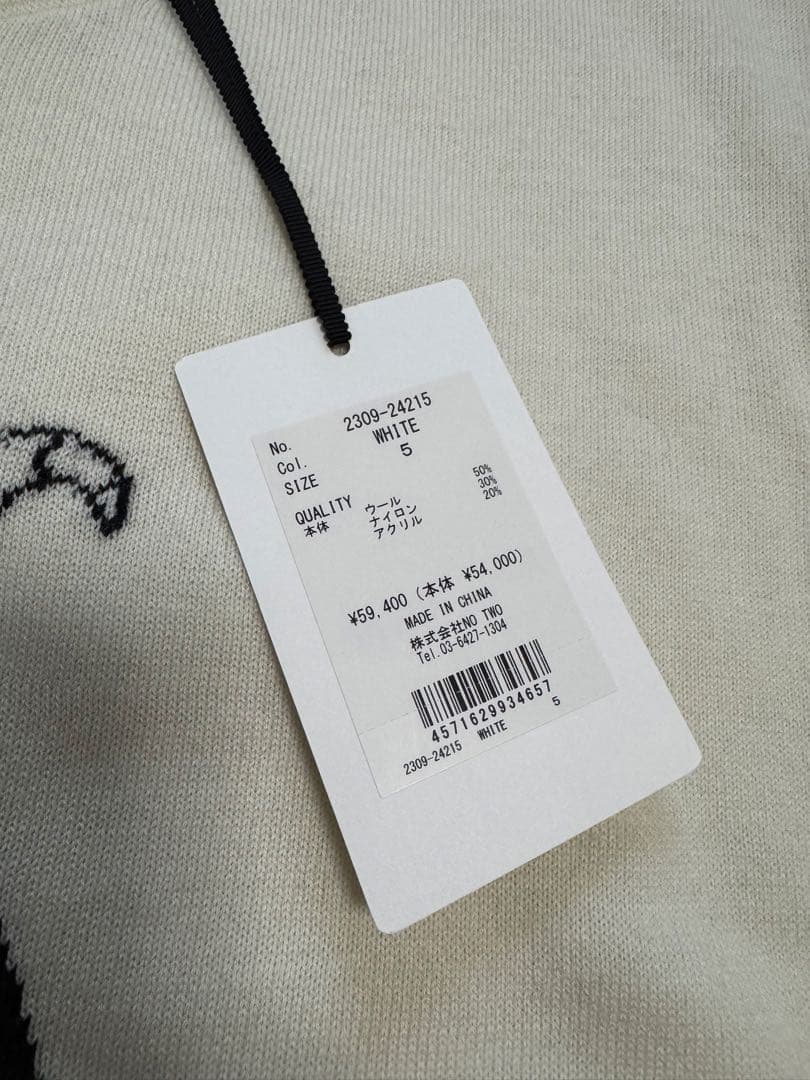 No. 2309-24215
Col. WHITE
SIZE 5
QUALITY
本体 ウール 50%
ナイロン 30%
アクリル 20%
¥59,400 (本体 ¥54,000)
MADE IN CHINA
株式会社NO TWO
Tel.03-6427-1304
4571629934657
2309-24215 WHITE 5